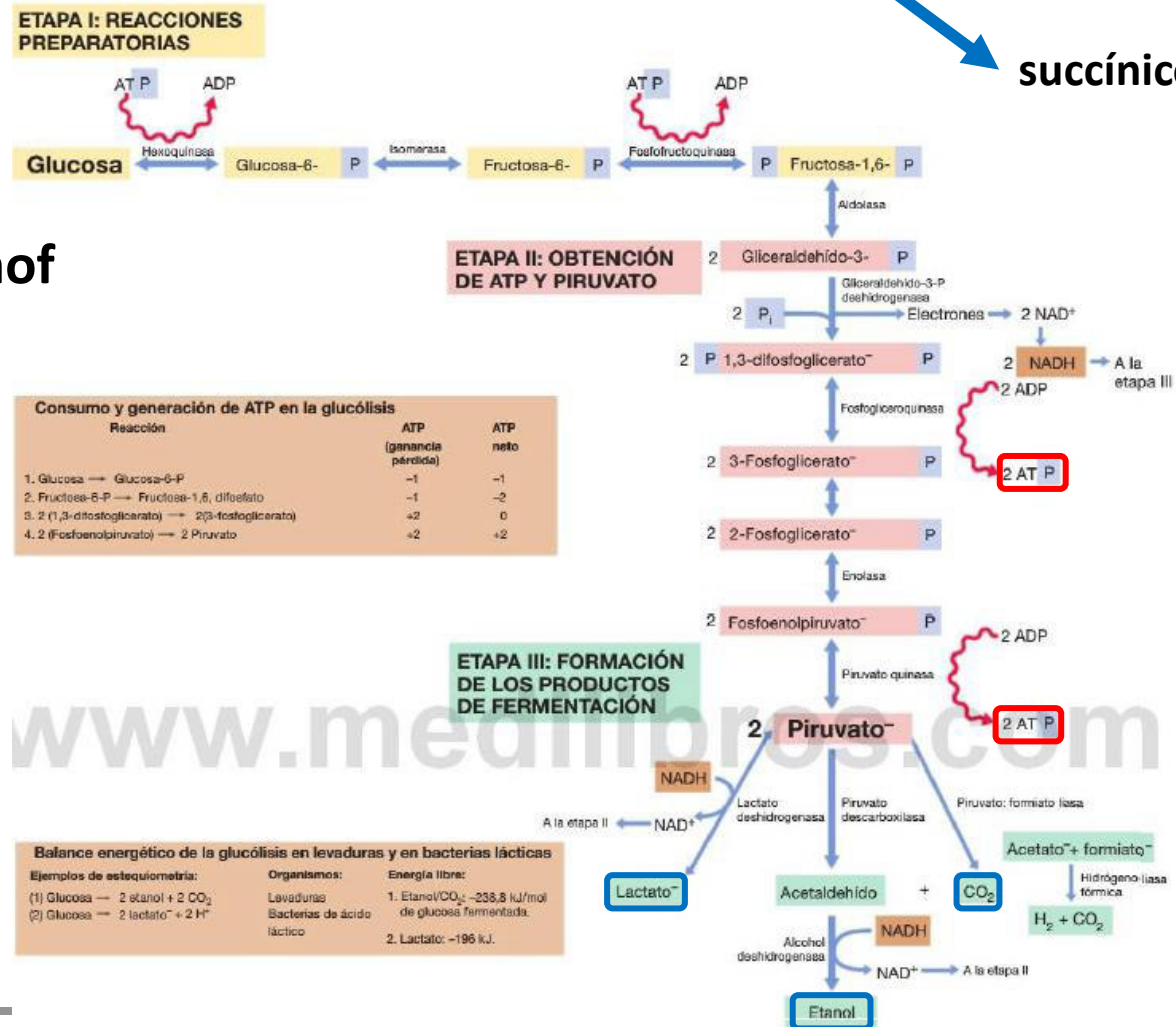 ETAPA I: REACCIONES
PREPARATORIAS
succínico
AT P
ADP
AT P
ADP
Glucosa
Hexoquinasa
Glucosa-6- P
Isomerasa
Fructosa-6- P
Fosfofructoquinasa
P Fructosa-1,6- P
Aldolasa
ETAPA II: OBTENCIÓN
DE ATP Y PIRUVATO
2 Gliceraldehído-3- P
Gliceraldehído-3-P
deshidrogenasa
2 Pi
Electrones
2 NAD⁺
2 P 1,3-difosfoglicerato⁻ P
2 NADH
A la
etapa III
2 ADP
Fosfogliceroquinasa
2 AT P
Consumo y generación de ATP en la glucólisis
Reacción
ATP
(ganancia
pérdida)
ATP
neto
1. Glucosa → Glucosa-6-P –1 –1
2. Fructosa-6-P → Fructosa-1,6, difosfato –1 –2
3. 2 (1,3-difosfoglicerato) → 2(3-fosfoglicerato) +2 0
4. 2 (Fosfoenolpiruvato) → 2 Piruvato +2 +2
2 3-Fosfoglicerato⁻ P
2 2-Fosfoglicerato⁻ P
Enolasa
2 Fosfoenolpiruvato⁻ P
2 ADP
Piruvato quinasa
2 AT P
ETAPA III: FORMACIÓN
DE LOS PRODUCTOS
DE FERMENTACIÓN
www.medilibros.com
2 Piruvato⁻
NADH
A la etapa II
NAD⁺
Lactato
deshidrogenasa
Piruvato
descarboxilasa
Piruvato: formiato liasa
Lactato⁻
Acetaldehído + CO₂
Acetato⁻ + formiato⁻
Hidrógeno-liasa
fórmica
H₂ + CO₂
Balance energético de la glucólisis en levaduras y en bacterias lácticas
Ejemplos de estequiometría:
(1) Glucosa → 2 etanol + 2 CO₂
(2) Glucosa → 2 lactato⁻ + 2 H⁺
Organismos:
Levaduras
Bacterias de ácido
láctico
Energía libre:
1. Etanol/CO₂: –238,8 kJ/mol
de glucosa fermentada.
2. Lactato: –196 kJ.
Alcohol
deshidrogenasa
NADH
NAD⁺
A la etapa II
Etanol